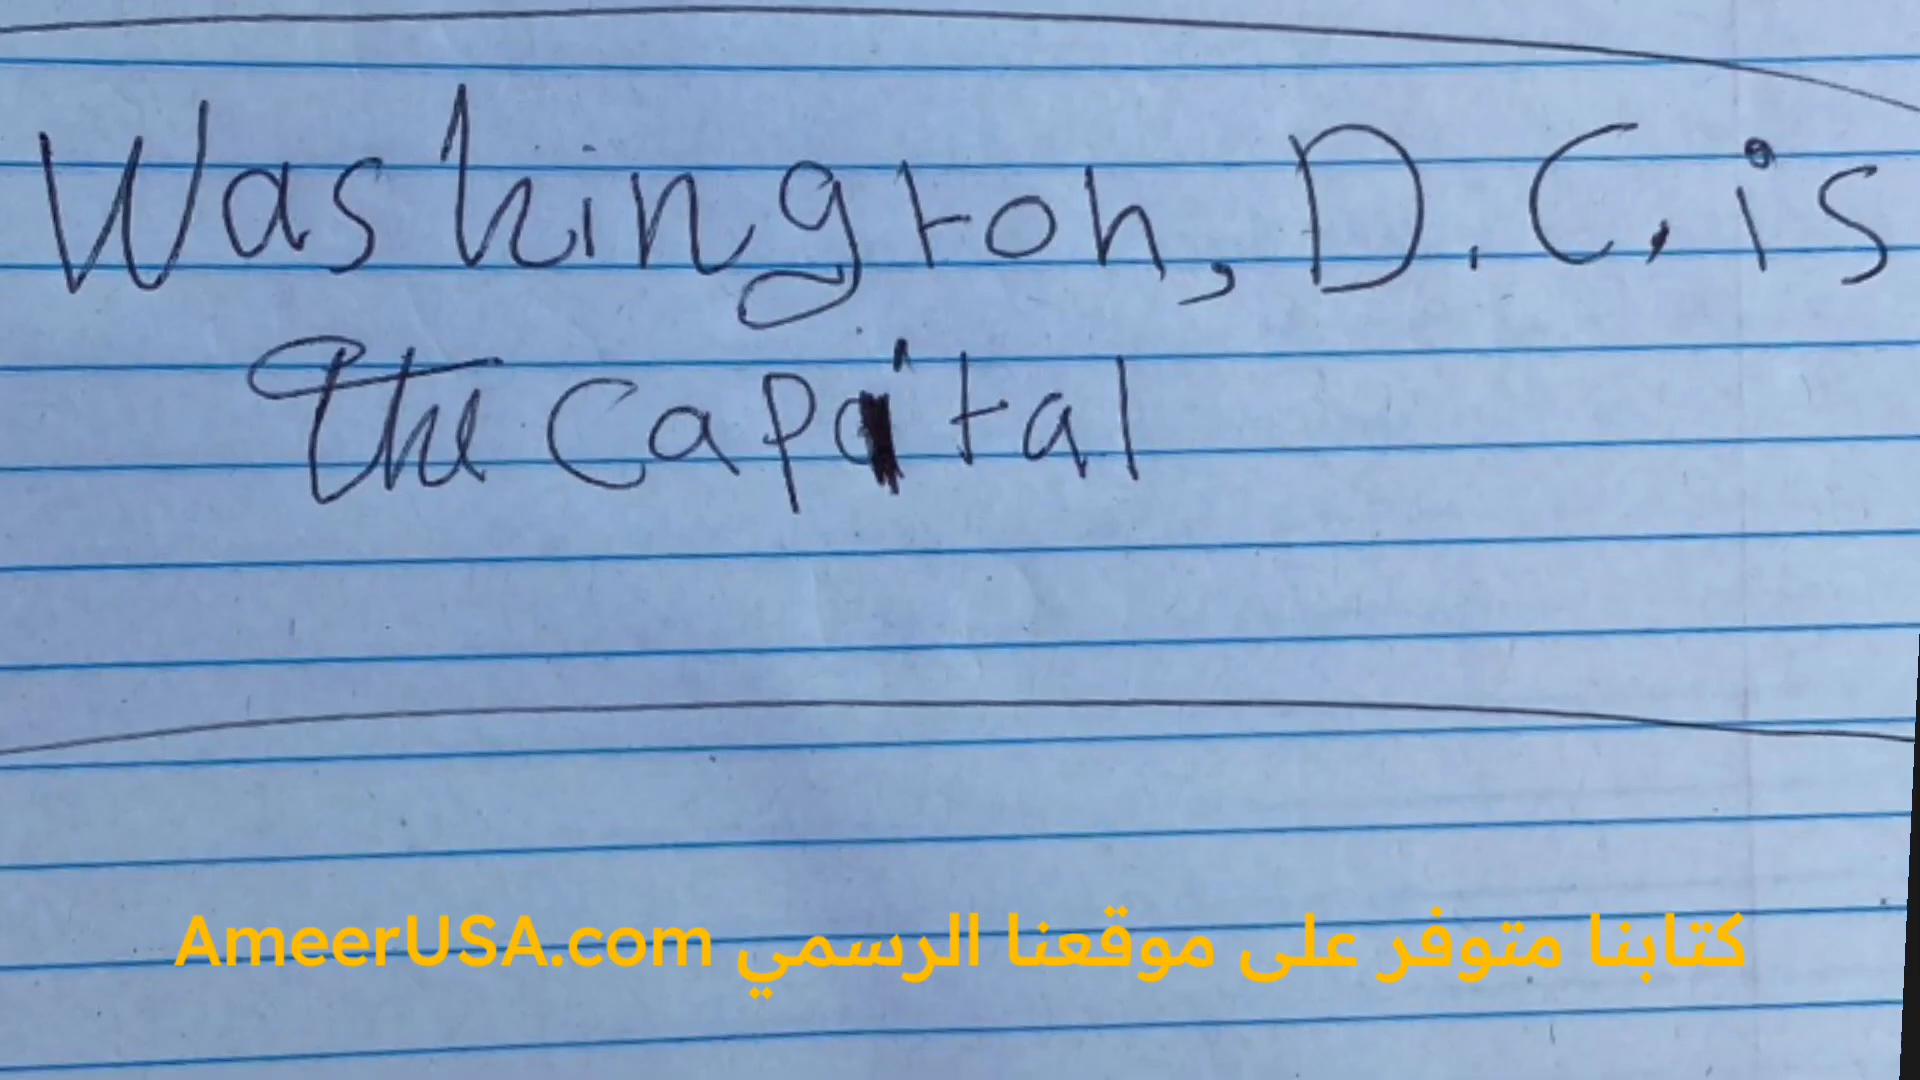 Washington, D.C. is
the capital
كتابنا متوفر على موقعنا الرسمي AmeerUSA.com